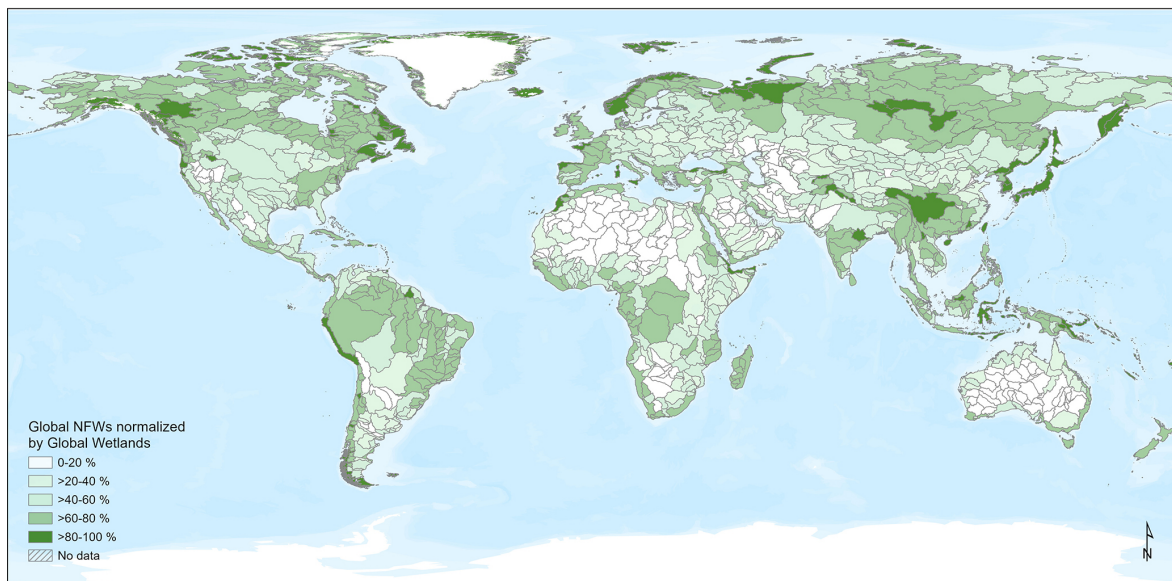 Global NFWs normalized
by Global Wetlands
0-20 %
>20-40 %
>40-60 %
>60-80 %
>80-100 %
No data
N